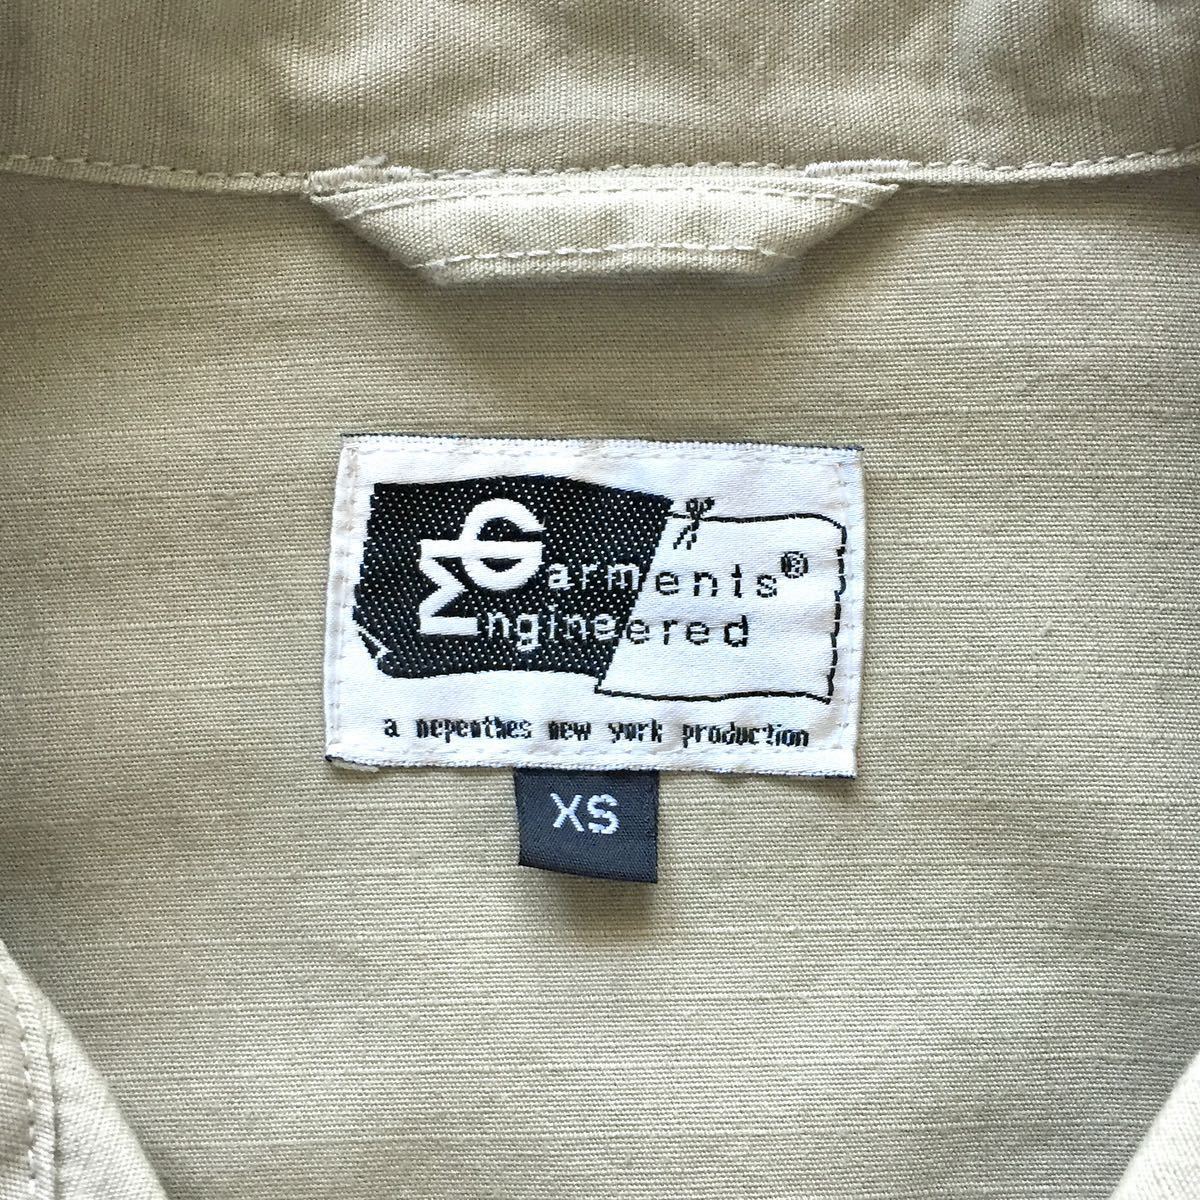 Garments®
Engineered
a nepenthes new york production
XS